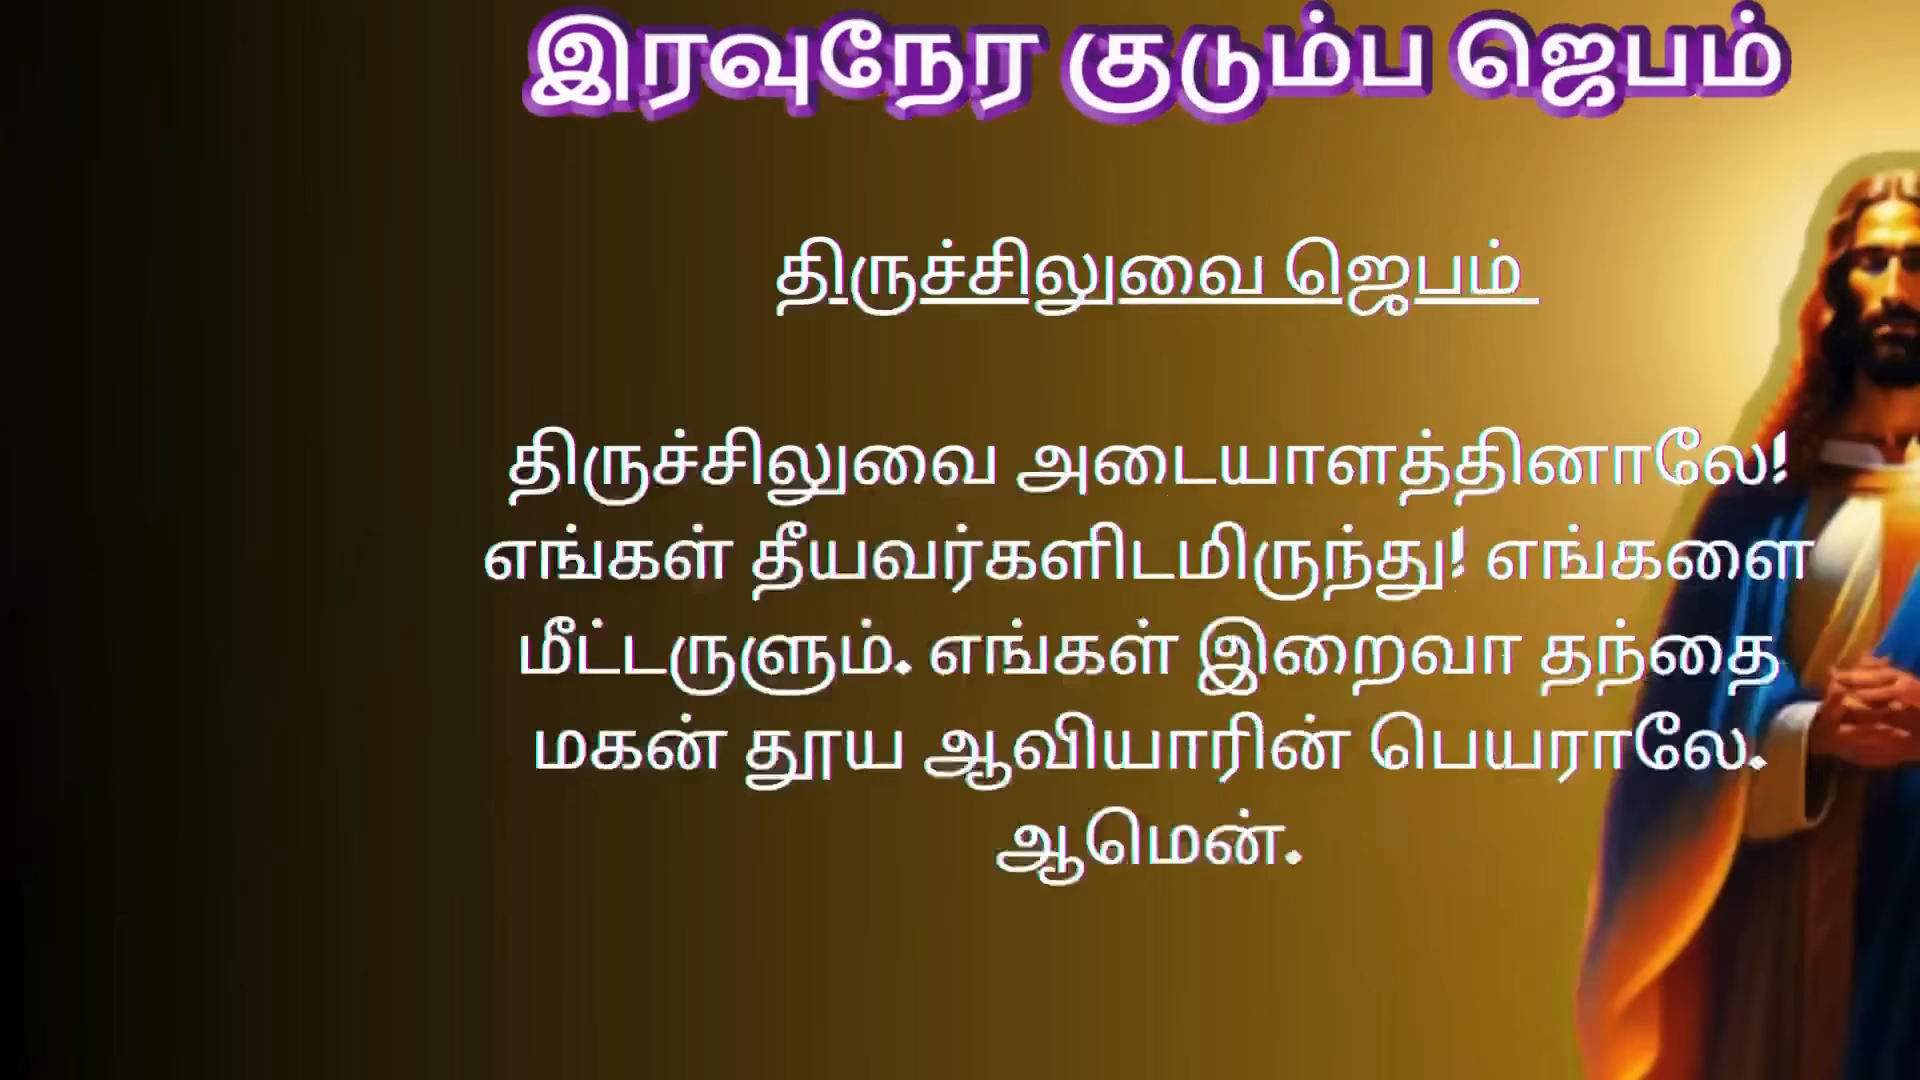 இரவுநேர குடும்ப ஜெபம்
திருச்சிலுவை ஜெபம்
திருச்சிலுவை அடையாளத்தினாலே!
எங்கள் தீயவர்களிடமிருந்து! எங்களை
மீட்டருளும். எங்கள் இறைவா தந்தை
மகன் தூய ஆவியாரின் பெயராலே.
ஆமென்.